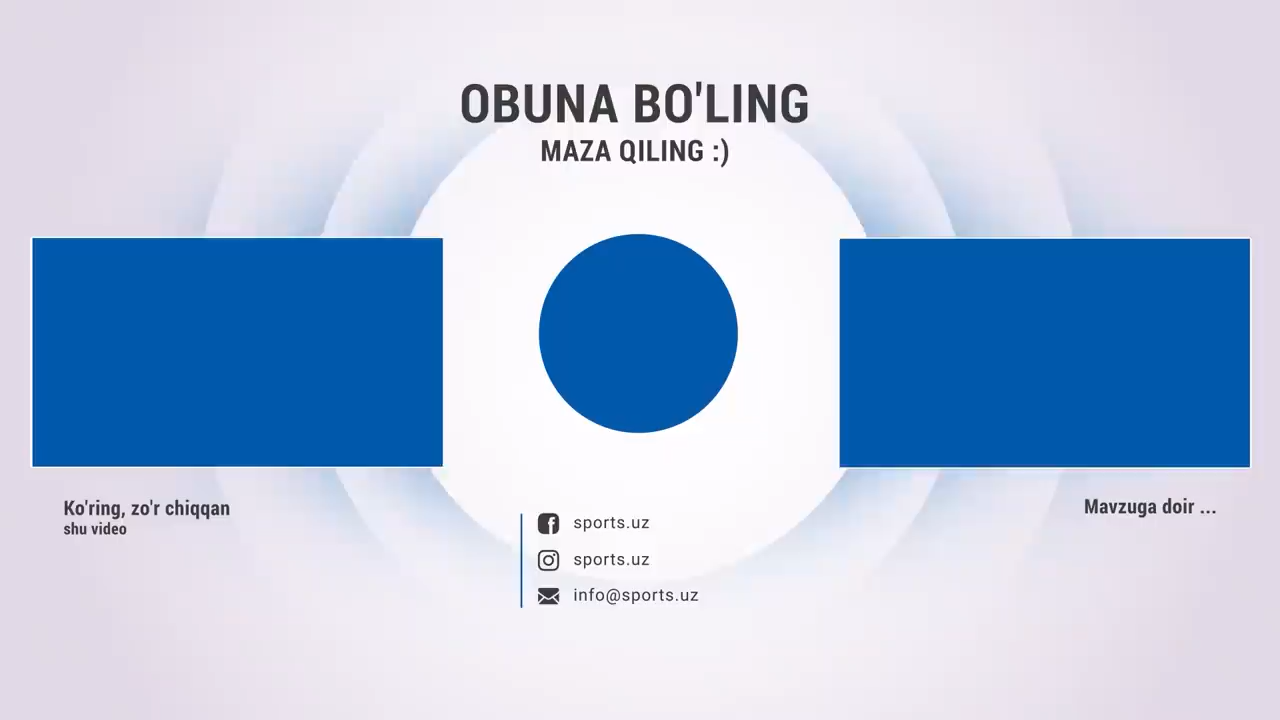 OBUNA BO'LING
MAZA QILING :)
Ko'ring, zo'r chiqqan
shu video
Mavzuga doir ...
sports.uz
sports.uz
info@sports.uz